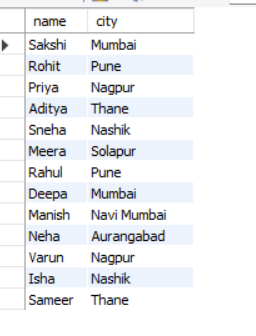 name city
Sakshi Mumbai
Rohit Pune
Priya Nagpur
Aditya Thane
Sneha Nashik
Meera Solapur
Rahul Pune
Deepa Mumbai
Manish Navi Mumbai
Neha Aurangabad
Varun Nagpur
Isha Nashik
Sameer Thane